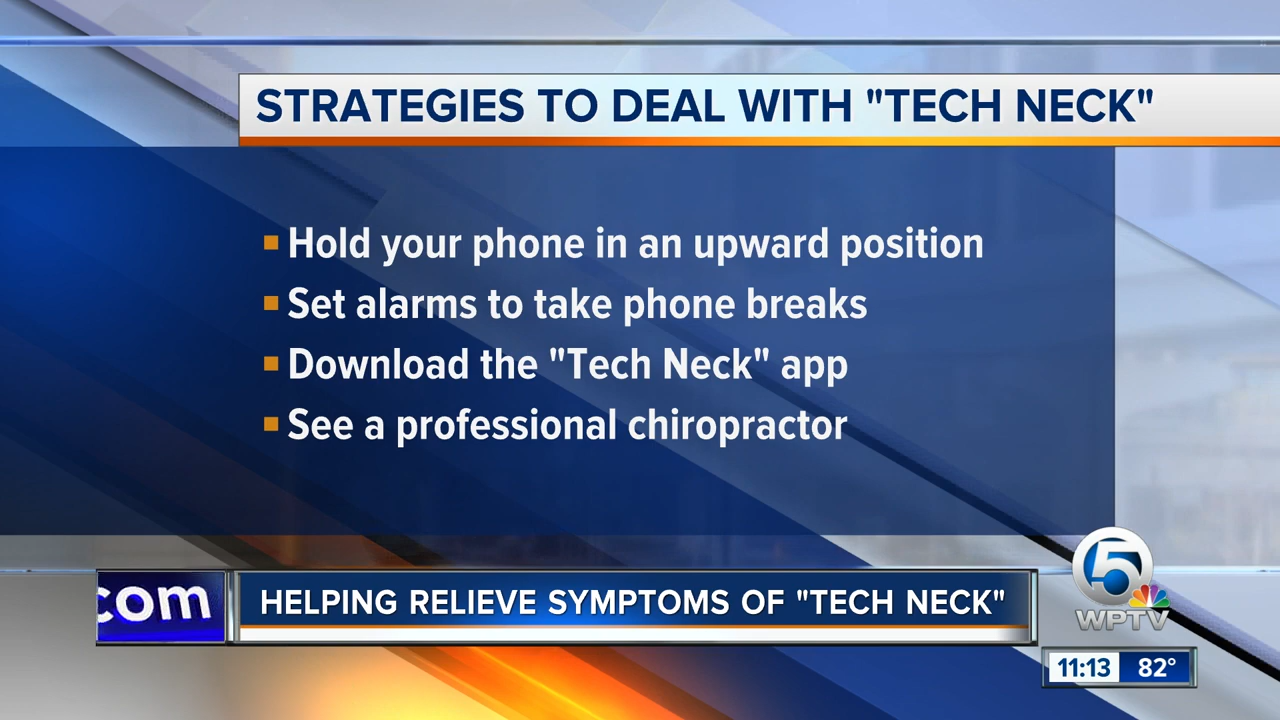 STRATEGIES TO DEAL WITH "TECH NECK"
Hold your phone in an upward position
Set alarms to take phone breaks
Download the "Tech Neck" app
See a professional chiropractor
com
HELPING RELIEVE SYMPTOMS OF "TECH NECK"
5
WPTV
11:13 82°